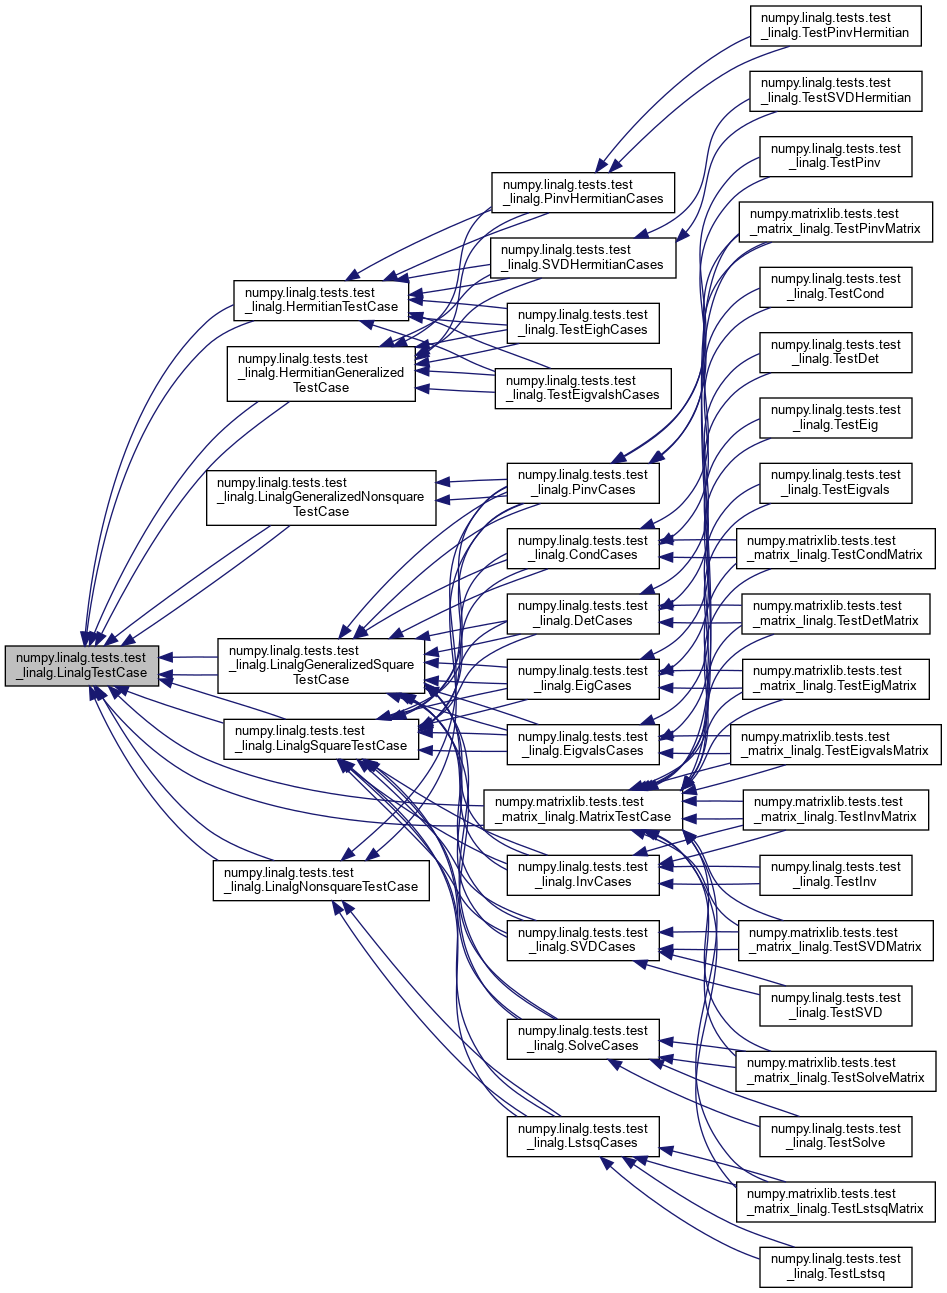 numpy.linalg.tests.test
_linalg.LinalgTestCase
numpy.linalg.tests.test
_linalg.HermitianTestCase
numpy.linalg.tests.test
_linalg.HermitianGeneralized
TestCase
numpy.linalg.tests.test
_linalg.LinalgGeneralizedNonsquare
TestCase
numpy.linalg.tests.test
_linalg.LinalgGeneralizedSquare
TestCase
numpy.linalg.tests.test
_linalg.LinalgSquareTestCase
numpy.linalg.tests.test
_linalg.LinalgNonsquareTestCase
numpy.linalg.tests.test
_linalg.PinvHermitianCases
numpy.linalg.tests.test
_linalg.SVDHermitianCases
numpy.linalg.tests.test
_linalg.TestEighCases
numpy.linalg.tests.test
_linalg.TestEigvalshCases
numpy.linalg.tests.test
_linalg.PinvCases
numpy.linalg.tests.test
_linalg.CondCases
numpy.linalg.tests.test
_linalg.DetCases
numpy.linalg.tests.test
_linalg.EigCases
numpy.linalg.tests.test
_linalg.EigvalsCases
numpy.matrixlib.tests.test
_matrix_linalg.MatrixTestCase
numpy.linalg.tests.test
_linalg.InvCases
numpy.linalg.tests.test
_linalg.SVDCases
numpy.linalg.tests.test
_linalg.SolveCases
numpy.linalg.tests.test
_linalg.LstsqCases
numpy.linalg.tests.test
_linalg.TestPinvHermitian
numpy.linalg.tests.test
_linalg.TestSVDHermitian
numpy.linalg.tests.test
_linalg.TestPinv
numpy.matrixlib.tests.test
_matrix_linalg.TestPinvMatrix
numpy.linalg.tests.test
_linalg.TestCond
numpy.linalg.tests.test
_linalg.TestDet
numpy.linalg.tests.test
_linalg.TestEig
numpy.linalg.tests.test
_linalg.TestEigvals
numpy.matrixlib.tests.test
_matrix_linalg.TestCondMatrix
numpy.matrixlib.tests.test
_matrix_linalg.TestDetMatrix
numpy.matrixlib.tests.test
_matrix_linalg.TestEigMatrix
numpy.matrixlib.tests.test
_matrix_linalg.TestEigvalsMatrix
numpy.matrixlib.tests.test
_matrix_linalg.TestInvMatrix
numpy.linalg.tests.test
_linalg.TestInv
numpy.matrixlib.tests.test
_matrix_linalg.TestSVDMatrix
numpy.linalg.tests.test
_linalg.TestSVD
numpy.matrixlib.tests.test
_matrix_linalg.TestSolveMatrix
numpy.linalg.tests.test
_linalg.TestSolve
numpy.matrixlib.tests.test
_matrix_linalg.TestLstsqMatrix
numpy.linalg.tests.test
_linalg.TestLstsq